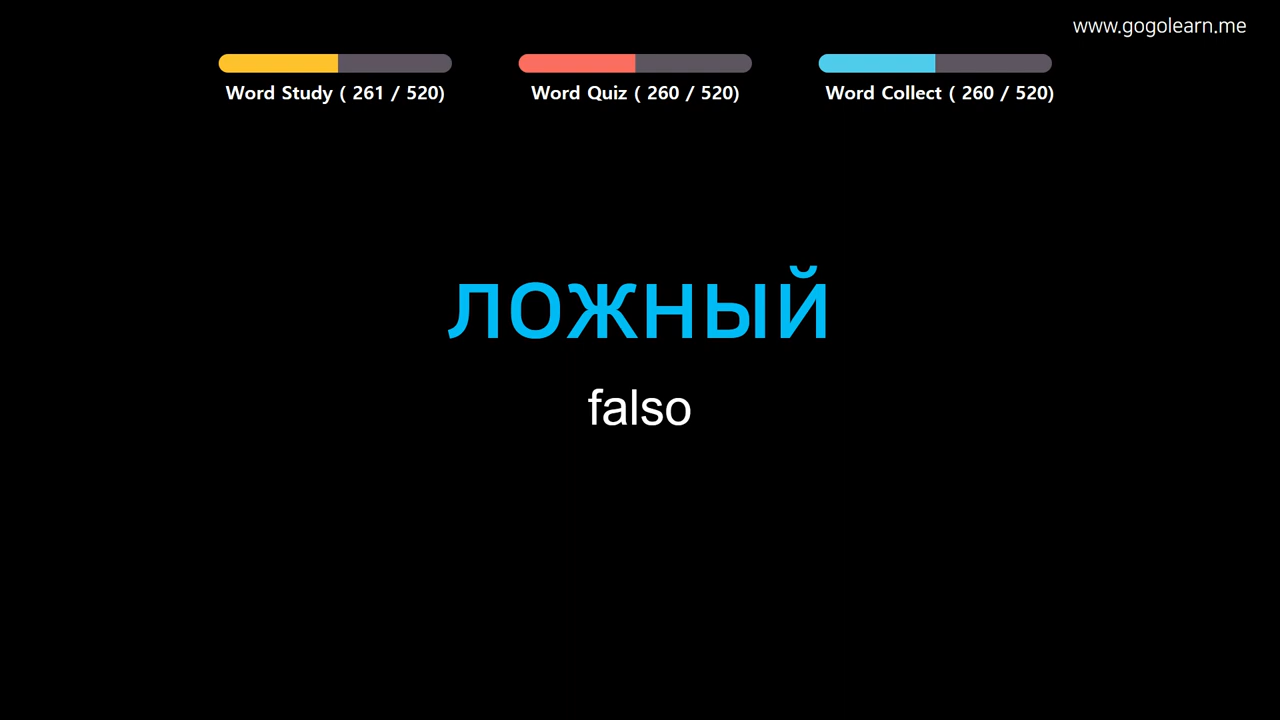 www.gogolearn.me
Word Study ( 261 / 520)
Word Quiz ( 260 / 520)
Word Collect ( 260 / 520)
ложный
falso